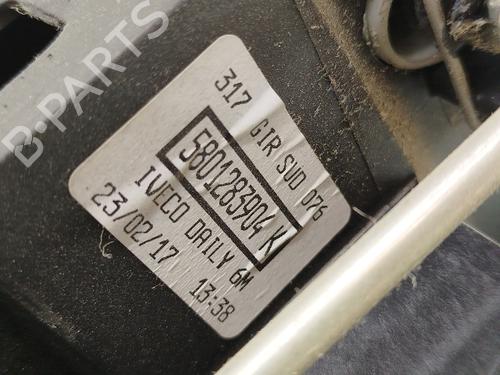 B-PARTS
317 GIR SUD 076
5801283904 K
IVECO DAILY 6M
23/02/17 13:38